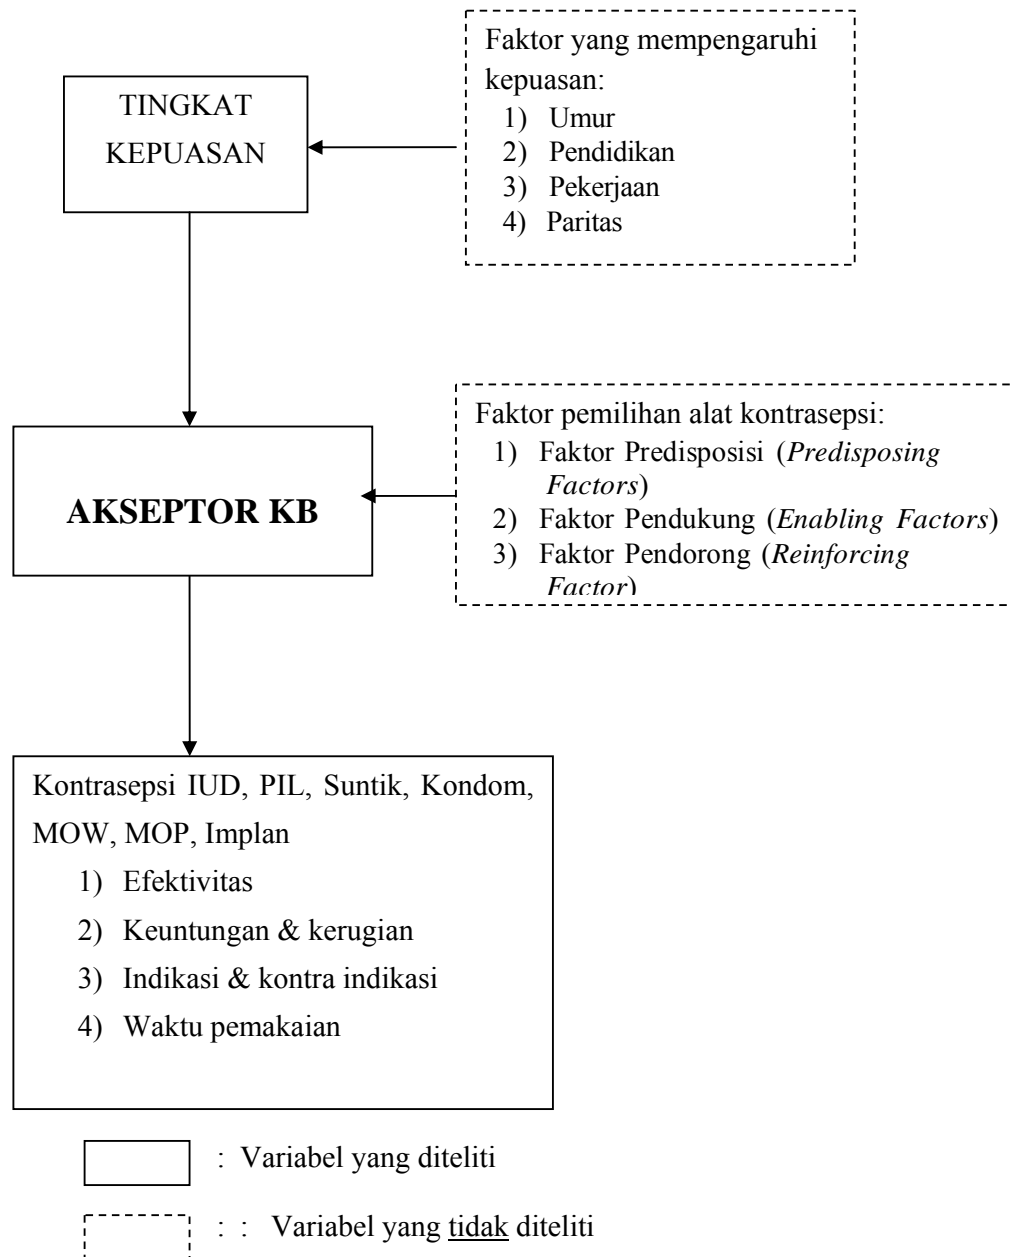 Faktor yang mempengaruhi
kepuasan:
1) Umur
2) Pendidikan
3) Pekerjaan
4) Paritas
TINGKAT
KEPUASAN
Faktor pemilihan alat kontrasepsi:
1) Faktor Predisposisi (Predisposing
Factors)
2) Faktor Pendukung (Enabling Factors)
3) Faktor Pendorong (Reinforcing
Factor)
AKSEPTOR KB
Kontrasepsi IUD, PIL, Suntik, Kondom,
MOW, MOP, Implan
1) Efektivitas
2) Keuntungan & kerugian
3) Indikasi & kontra indikasi
4) Waktu pemakaian
: Variabel yang diteliti
: : Variabel yang tidak diteliti